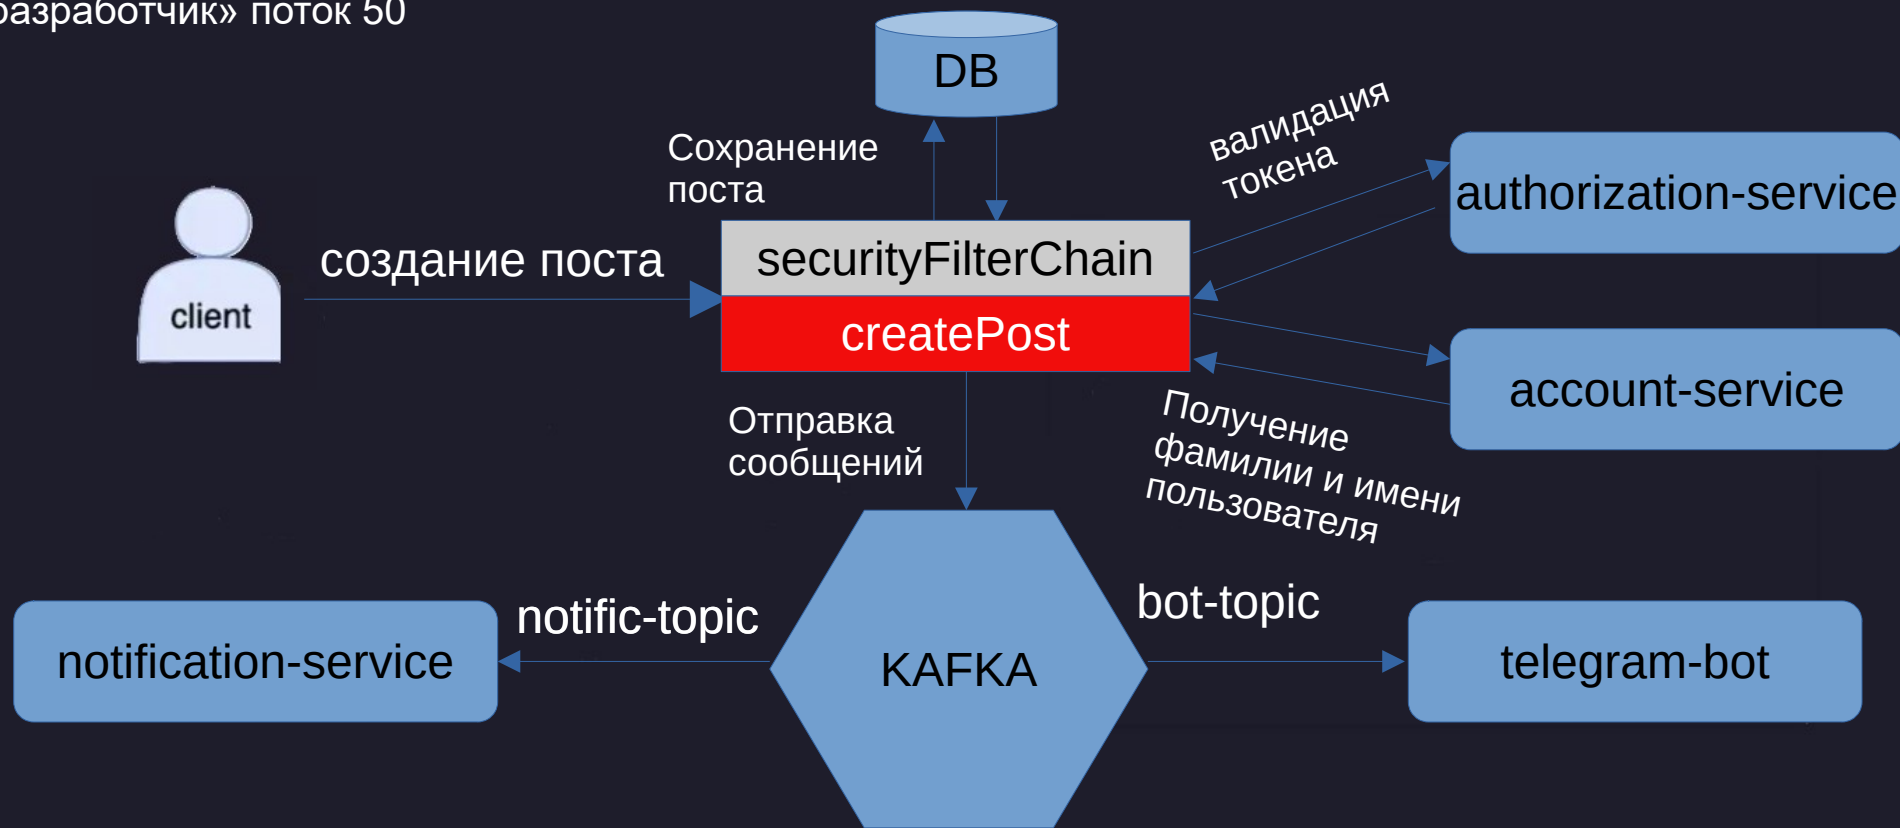 разработчик» поток 50
DB
Сохранение
поста
валидация
токена
authorization-service
client
создание поста
securityFilterChain
createPost
account-service
Отправка
сообщений
Получение
фамилии и имени
пользователя
notification-service
notific-topic
KAFKA
bot-topic
telegram-bot